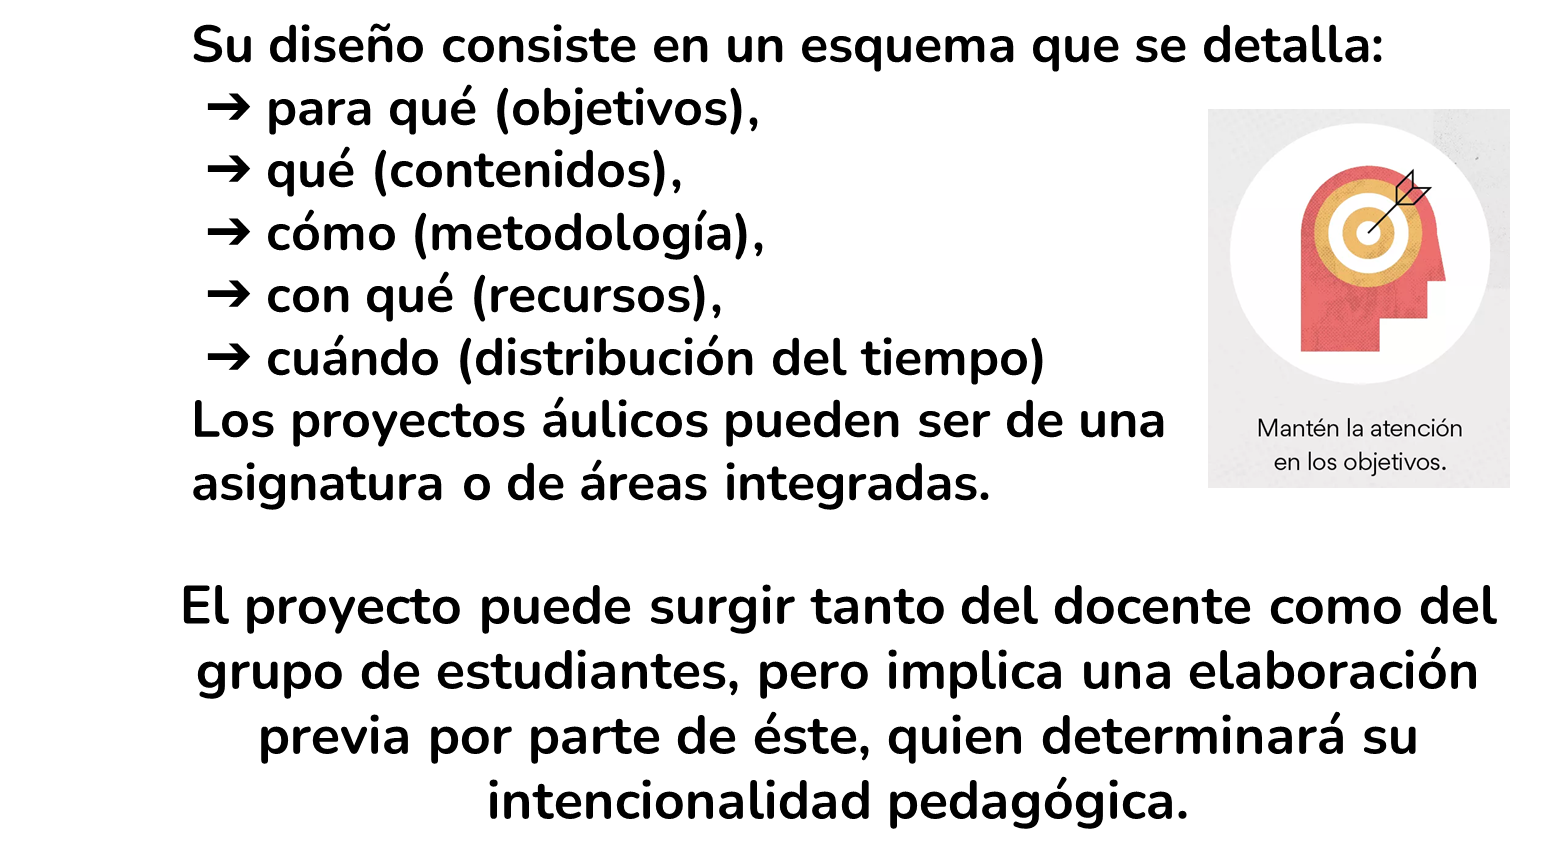 Su diseño consiste en un esquema que se detalla:
➔ para qué (objetivos),
➔ qué (contenidos),
➔ cómo (metodología),
➔ con qué (recursos),
➔ cuándo (distribución del tiempo)
Los proyectos áulicos pueden ser de una
asignatura o de áreas integradas.
Mantén la atención
en los objetivos.
El proyecto puede surgir tanto del docente como del
grupo de estudiantes, pero implica una elaboración
previa por parte de éste, quien determinará su
intencionalidad pedagógica.